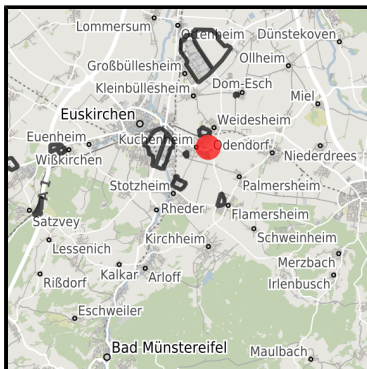 Lommersum
Ottenheim
Dünstekoven
Großbüllesheim
Ollheim
Kleinbüllesheim
Dom-Esch
Miel
Euskirchen
Weidesheim
Euenheim
Kuchenheim
Odendorf
Wißkirchen
Niederdrees
Stotzheim
Palmersheim
Satzvey
Rheder
Flamersheim
Lessenich
Kirchheim
Schweinheim
Merzbach
Rißdorf
Kalkar
Arloff
Irlenbusch
Eschweiler
Bad Münstereifel
Maulbach